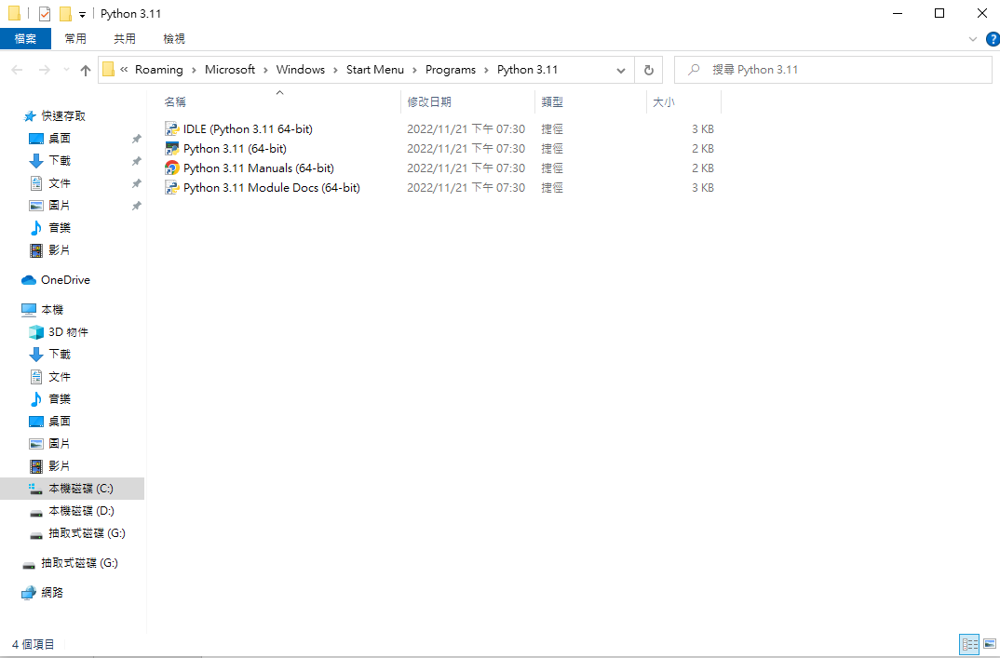 Python 3.11
檔案 常用 共用 檢視
« Roaming › Microsoft › Windows › Start Menu › Programs › Python 3.11
搜尋 Python 3.11
名稱 修改日期 類型 大小
IDLE (Python 3.11 64-bit) 2022/11/21 下午 07:30 捷徑 3 KB
Python 3.11 (64-bit) 2022/11/21 下午 07:30 捷徑 2 KB
Python 3.11 Manuals (64-bit) 2022/11/21 下午 07:30 捷徑 2 KB
Python 3.11 Module Docs (64-bit) 2022/11/21 下午 07:30 捷徑 3 KB
快速存取
桌面
下載
文件
圖片
音樂
影片
OneDrive
本機
3D 物件
下載
文件
音樂
桌面
圖片
影片
本機磁碟 (C:)
本機磁碟 (D:)
抽取式磁碟 (G:)
抽取式磁碟 (G:)
網路
4 個項目